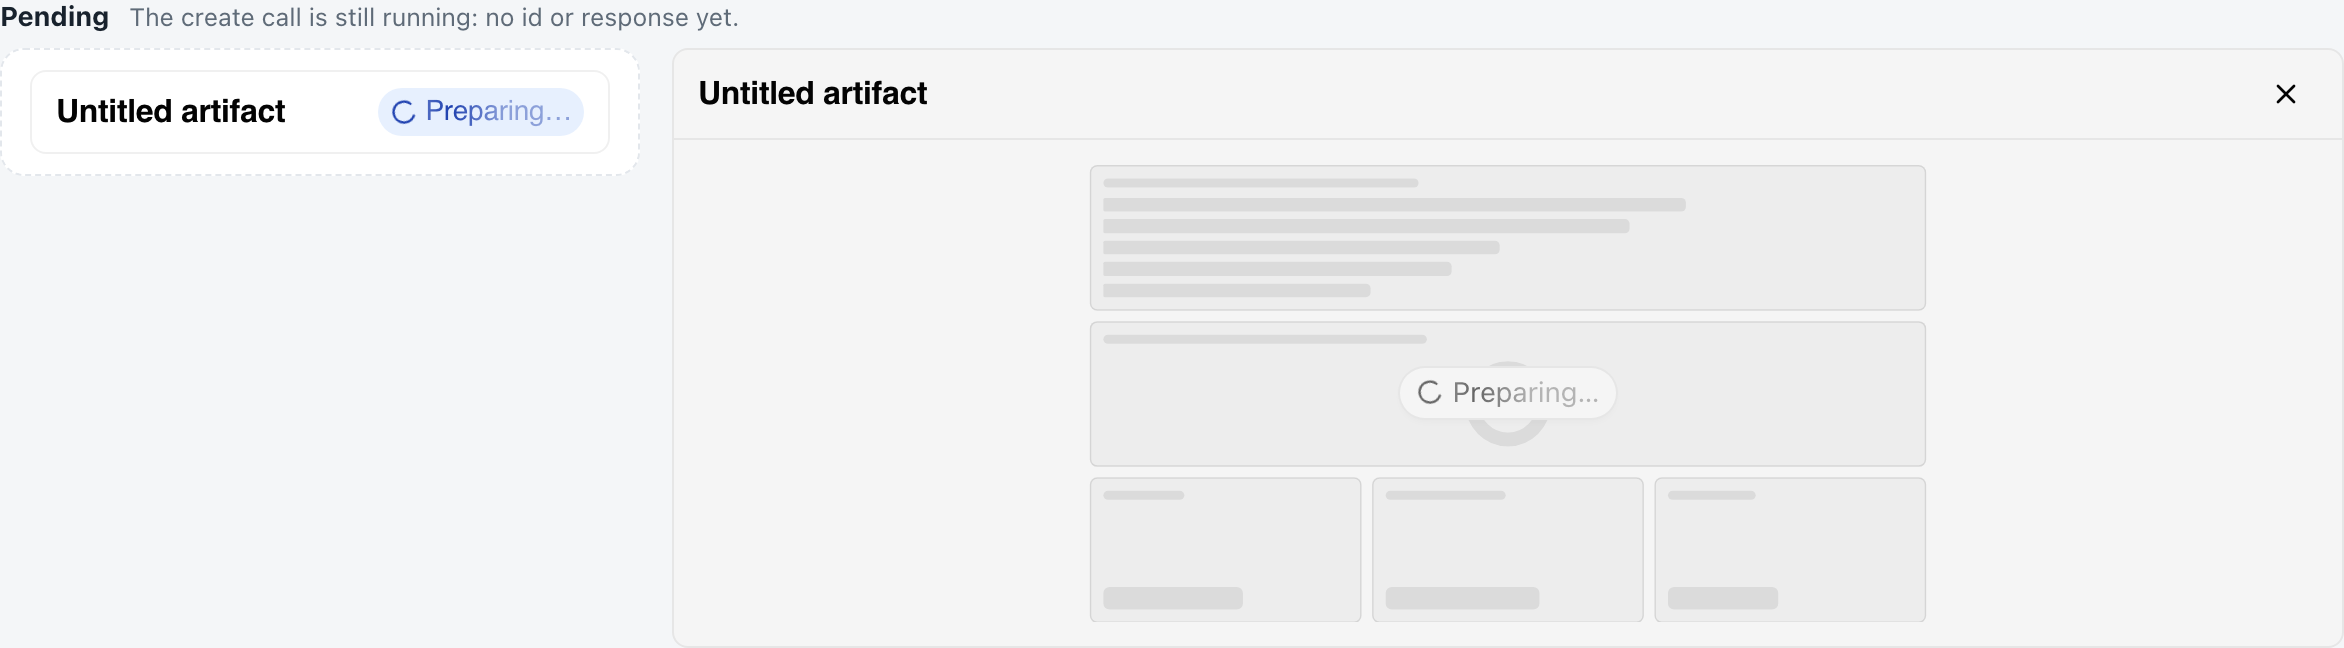 Pending The create call is still running: no id or response yet.
Untitled artifact Preparing...
Untitled artifact
Preparing...